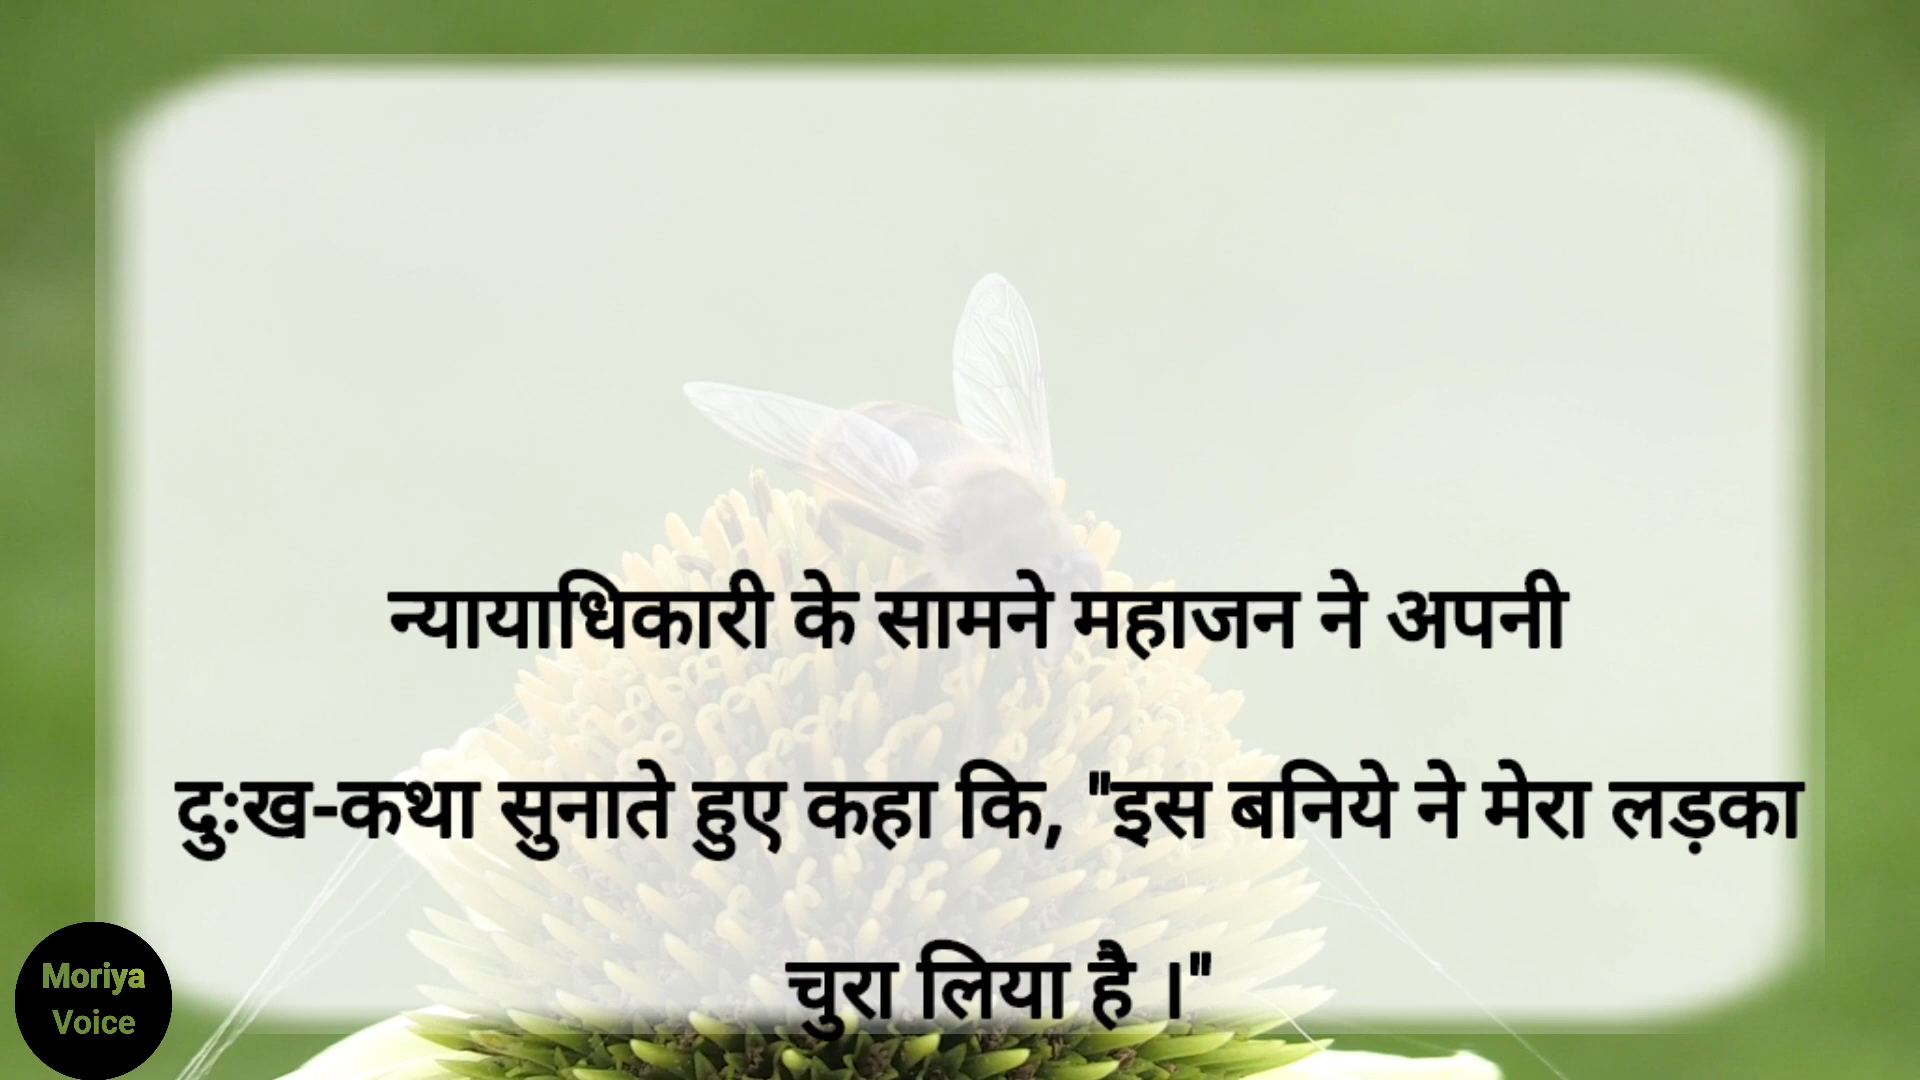 न्यायाधिकारी के सामने महाजन ने अपनी
दुःख-कथा सुनाते हुए कहा कि, "इस बनिये ने मेरा लड़का
चुरा लिया है ।"
Moriya
Voice